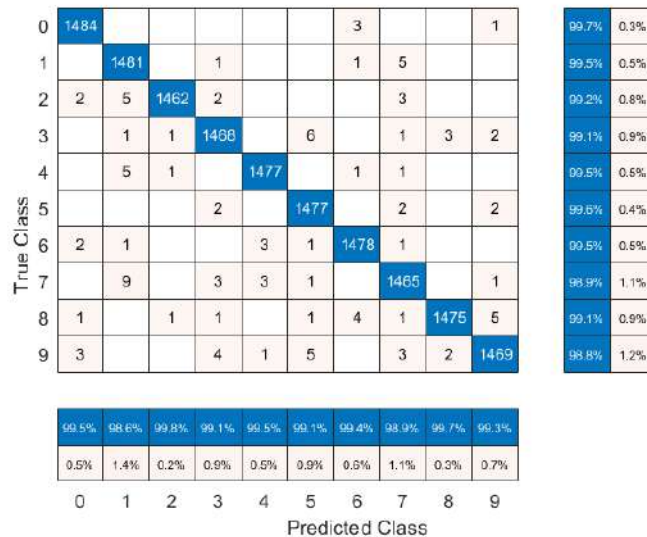 0 1484 3 1 99.7% 0.3%
1 1481 1 1 5 99.5% 0.5%
2 2 5 1462 2 3 99.2% 0.8%
3 1 1 1468 6 1 3 2 99.1% 0.9%
4 5 1 1477 1 1 99.5% 0.5%
5 2 1477 2 2 99.6% 0.4%
6 2 1 3 1 1478 1 99.5% 0.5%
7 9 3 3 1 1465 1 98.9% 1.1%
8 1 1 1 1 4 1 1475 5 99.1% 0.9%
9 3 4 1 5 3 2 1469 98.8% 1.2%
True Class
99.5% 98.6% 99.8% 99.1% 99.5% 99.1% 99.4% 98.9% 99.7% 99.3%
0.5% 1.4% 0.2% 0.9% 0.5% 0.9% 0.6% 1.1% 0.3% 0.7%
0 1 2 3 4 5 6 7 8 9
Predicted Class